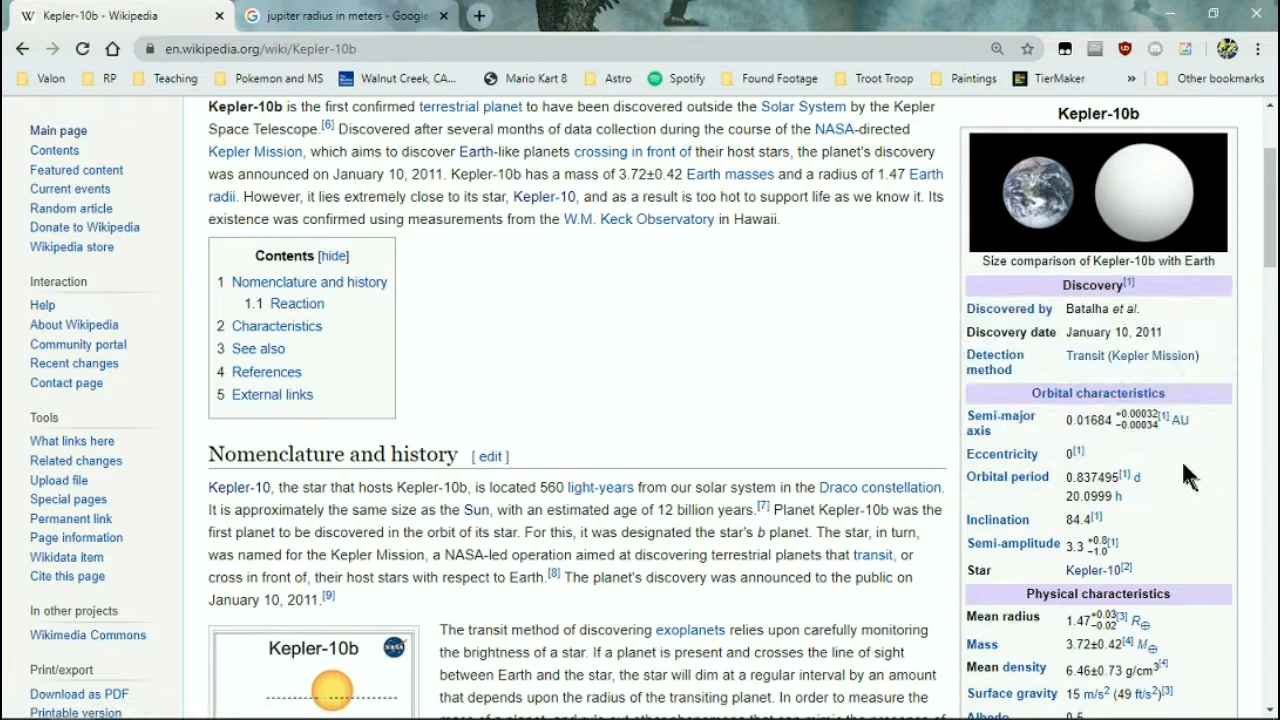 Kepler-10b - Wikipedia
jupiter radius in meters - Google
en.wikipedia.org/wiki/Kepler-10b
Valon RP Teaching Pokemon and MS Walnut Creek, CA... Mario Kart 8 Astro Spotify Found Footage Troot Troop Paintings TierMaker » Other bookmarks
Main page
Contents
Featured content
Current events
Random article
Donate to Wikipedia
Wikipedia store
Interaction
Help
About Wikipedia
Community portal
Recent changes
Contact page
Tools
What links here
Related changes
Upload file
Special pages
Permanent link
Page information
Wikidata item
Cite this page
In other projects
Wikimedia Commons
Print/export
Download as PDF
Printable version
Kepler-10b is the first confirmed terrestrial planet to have been discovered outside the Solar System by the Kepler
Space Telescope.[6] Discovered after several months of data collection during the course of the NASA-directed
Kepler Mission, which aims to discover Earth-like planets crossing in front of their host stars, the planet's discovery
was announced on January 10, 2011. Kepler-10b has a mass of 3.72±0.42 Earth masses and a radius of 1.47 Earth
radii. However, it lies extremely close to its star, Kepler-10, and as a result is too hot to support life as we know it. Its
existence was confirmed using measurements from the W.M. Keck Observatory in Hawaii.
Contents [hide]
1 Nomenclature and history
1.1 Reaction
2 Characteristics
3 See also
4 References
5 External links
Nomenclature and history [ edit ]
Kepler-10, the star that hosts Kepler-10b, is located 560 light-years from our solar system in the Draco constellation.
It is approximately the same size as the Sun, with an estimated age of 12 billion years.[7] Planet Kepler-10b was the
first planet to be discovered in the orbit of its star. For this, it was designated the star's b planet. The star, in turn,
was named for the Kepler Mission, a NASA-led operation aimed at discovering terrestrial planets that transit, or
cross in front of, their host stars with respect to Earth.[8] The planet's discovery was announced to the public on
January 10, 2011.[9]
Kepler-10b
NASA
The transit method of discovering exoplanets relies upon carefully monitoring
the brightness of a star. If a planet is present and crosses the line of sight
between Earth and the star, the star will dim at a regular interval by an amount
that depends upon the radius of the transiting planet. In order to measure the
Kepler-10b
Size comparison of Kepler-10b with Earth
Discovery[1]
Discovered by Batalha et al.
Discovery date January 10, 2011
Detection method Transit (Kepler Mission)
Orbital characteristics
Semi-major axis 0.01684 +0.00032 −0.00034[1] AU
Eccentricity 0[1]
Orbital period 0.837495[1] d
20.0999 h
Inclination 84.4[1]
Semi-amplitude 3.3 +0.8 −1.0[1]
Star Kepler-10[2]
Physical characteristics
Mean radius 1.47 +0.03 −0.02[3] R⊕
Mass 3.72±0.42[4] M⊕
Mean density 6.46±0.73 g/cm3[4]
Surface gravity 15 m/s² (49 ft/s²)[3]
Albedo 0.5